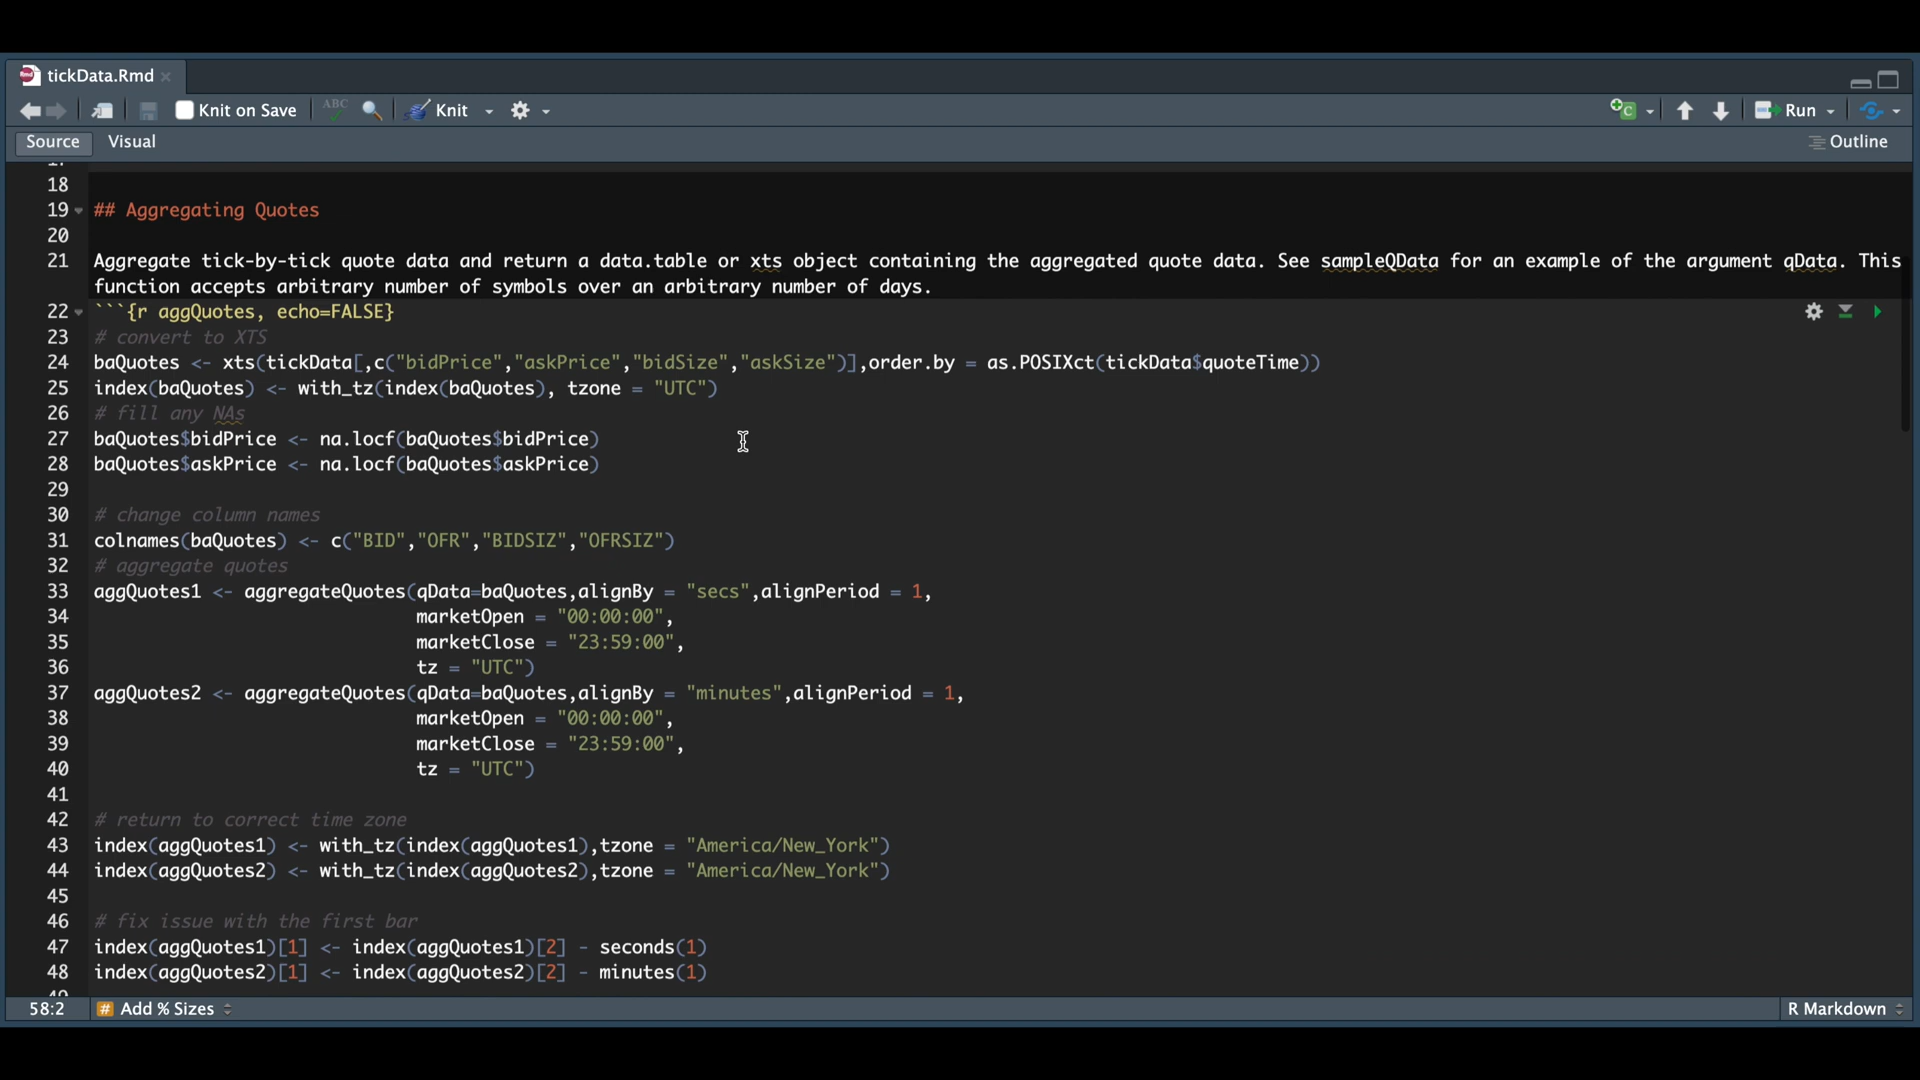 tickData.Rmd
Knit on Save ABC Knit Run
Source Visual Outline
18
19 ## Aggregating Quotes
20
21 Aggregate tick-by-tick quote data and return a data.table or xts object containing the aggregated quote data. See sampleQData for an example of the argument qData. This
function accepts arbitrary number of symbols over an arbitrary number of days.
22 ```{r aggQuotes, echo=FALSE}
23 # convert to XTS
24 baQuotes <- xts(tickData[,c("bidPrice","askPrice","bidSize","askSize")],order.by = as.POSIXct(tickData$quoteTime))
25 index(baQuotes) <- with_tz(index(baQuotes), tzone = "UTC")
26 # fill any NAs
27 baQuotes$bidPrice <- na.locf(baQuotes$bidPrice)
28 baQuotes$askPrice <- na.locf(baQuotes$askPrice)
29
30 # change column names
31 colnames(baQuotes) <- c("BID","OFR","BIDSIZ","OFRSIZ")
32 # aggregate quotes
33 aggQuotes1 <- aggregateQuotes(qData=baQuotes,alignBy = "secs",alignPeriod = 1,
34 marketOpen = "00:00:00",
35 marketClose = "23:59:00",
36 tz = "UTC")
37 aggQuotes2 <- aggregateQuotes(qData=baQuotes,alignBy = "minutes",alignPeriod = 1,
38 marketOpen = "00:00:00",
39 marketClose = "23:59:00",
40 tz = "UTC")
41
42 # return to correct time zone
43 index(aggQuotes1) <- with_tz(index(aggQuotes1),tzone = "America/New_York")
44 index(aggQuotes2) <- with_tz(index(aggQuotes2),tzone = "America/New_York")
45
46 # fix issue with the first bar
47 index(aggQuotes1)[1] <- index(aggQuotes1)[2] - seconds(1)
48 index(aggQuotes2)[1] <- index(aggQuotes2)[2] - minutes(1)
58:2 # Add % Sizes R Markdown